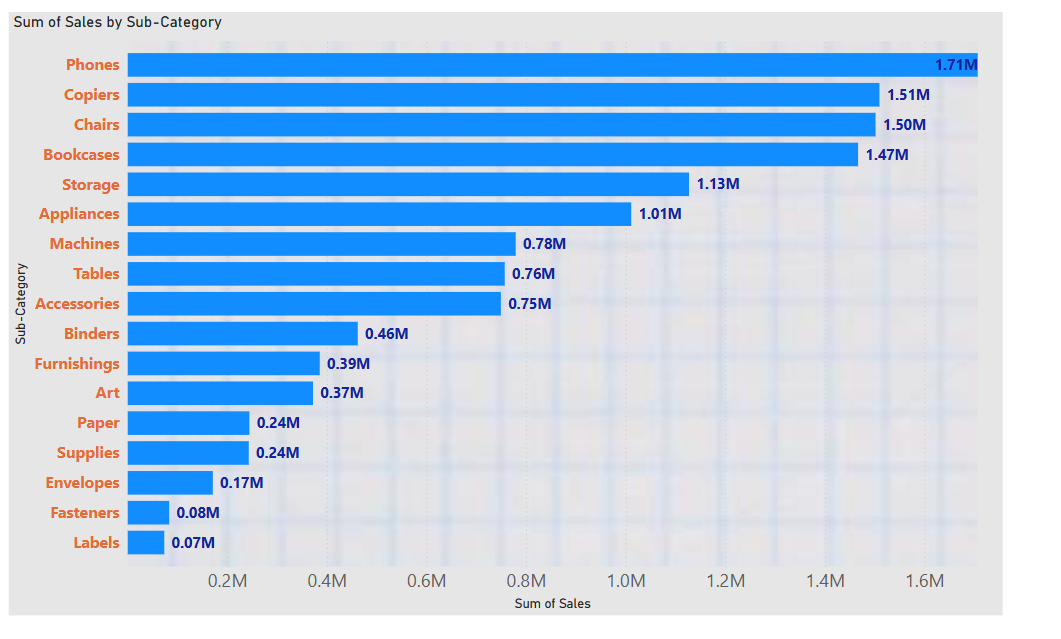 Sum of Sales by Sub-Category
Sub-Category
Phones 1.71M
Copiers 1.51M
Chairs 1.50M
Bookcases 1.47M
Storage 1.13M
Appliances 1.01M
Machines 0.78M
Tables 0.76M
Accessories 0.75M
Binders 0.46M
Furnishings 0.39M
Art 0.37M
Paper 0.24M
Supplies 0.24M
Envelopes 0.17M
Fasteners 0.08M
Labels 0.07M
0.2M 0.4M 0.6M 0.8M 1.0M 1.2M 1.4M 1.6M
Sum of Sales